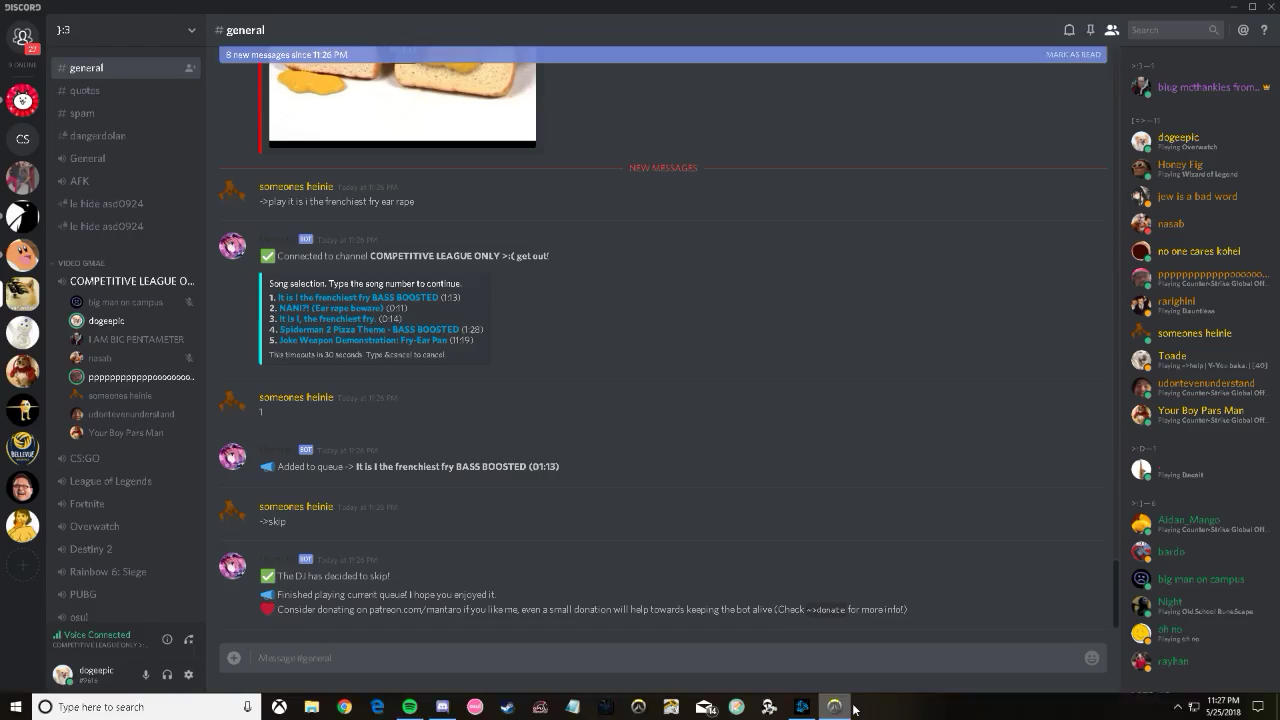 DISCORD
27
9 ONLINE
CS
}:3
general
quotes
spam
dangerdolan
General
AFK
le hide asd0924
le hide asd0924
VIDEO GMAE
COMPETITIVE LEAGUE O...
big man on campus
dogeepic
I AM BIC PENTAMETER
nasab
someones heinie
udontevenunderstand
Your Boy Pars Man
CS:GO
League of Legends
Fortnite
Overwatch
Destiny 2
Rainbow 6: Siege
PUBG
osu!
Voice Connected
COMPETITIVE LEAGUE ONLY >:...
dogeepic
#9616
# general
Search
8 new messages since 11:26 PM
MARK AS READ
NEW MESSAGES
someones heinie Today at 11:26 PM
->play it is i the frenchiest fry ear rape
BOT Today at 11:26 PM
Connected to channel COMPETITIVE LEAGUE ONLY >:( get out!
Song selection. Type the song number to continue.
1. It is I the frenchiest fry BASS BOOSTED (1:13)
2. NANI?! (Ear rape beware) (0:11)
3. It is I, the frenchiest fry. (0:14)
4. Spiderman 2 Pizza Theme - BASS BOOSTED (1:28)
5. Joke Weapon Demonstration: Fry-Ear Pan (11:19)
This timeouts in 30 seconds. Type &cancel to cancel.
someones heinie Today at 11:26 PM
1
BOT Today at 11:26 PM
Added to queue -> It is I the frenchiest fry BASS BOOSTED (01:13)
someones heinie Today at 11:26 PM
->skip
BOT Today at 11:26 PM
The DJ has decided to skip!
Finished playing current queue! I hope you enjoyed it.
Consider donating on patreon.com/mantaro if you like me, even a small donation will help towards keeping the bot alive (Check ~>donate for more info!)
Message #general
biug mcthankies from...
dogeepic
Playing Overwatch
Honey Fig
Playing Wizard of Legend
jew is a bad word
nasab
no one cares kohei
rarighini
Playing Dauntless
someones heinie
Toade
Playing ~>help | Y-You baka. | [40]
udontevenunderstand
Playing Counter-Strike Global Off...
Your Boy Pars Man
Playing Counter-Strike Global Off...
>:D—1
Playing Deceit
>:]—6
Aidan_Mango
Playing Counter-Strike Global Off...
bardo
big man on campus
Night
Playing Old School RuneScape
oh no
Playing oh no
rayhan
Type here to search
11:27 PM
5/25/2018